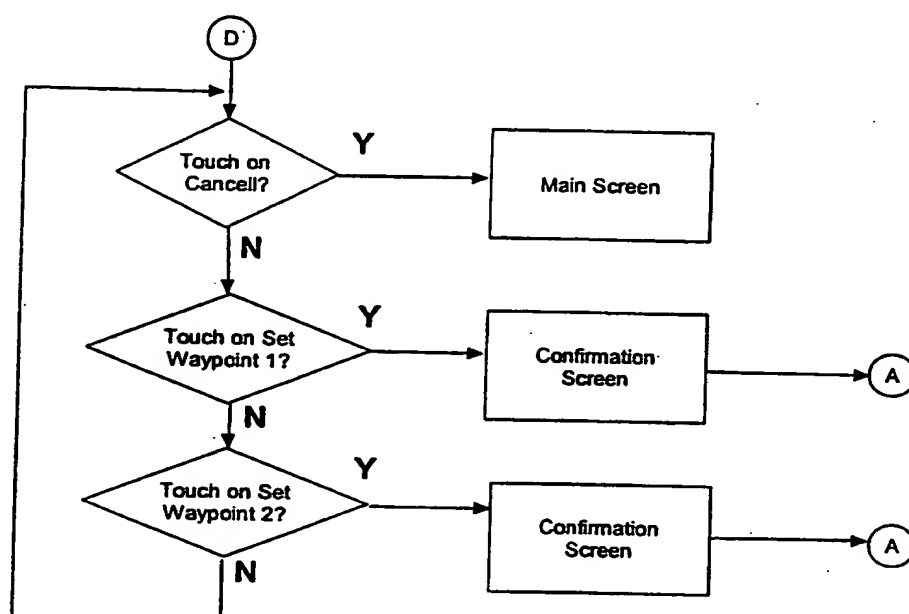 D
Touch on
Cancell?
Y
Main Screen
N
Touch on Set
Waypoint 1?
Y
Confirmation
Screen
A
N
Touch on Set
Waypoint 2?
Y
Confirmation
Screen
A
N